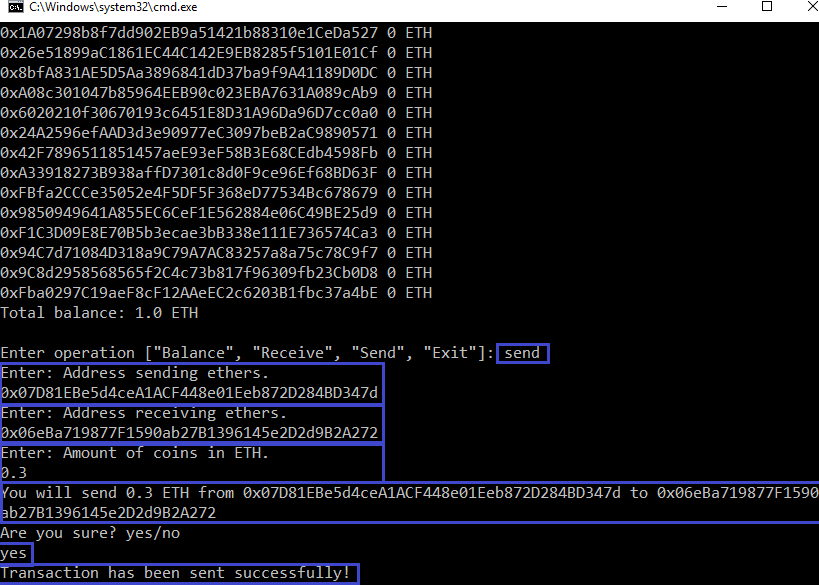 C:\Windows\system32\cmd.exe
0x1A07298b8f7dd902EB9a51421b88310e1CeDa527 0 ETH
0x26e51899aC1861EC44C142E9EB8285f5101E01Cf 0 ETH
0x8bfA831AE5D5Aa3896841dD37ba9f9A41189D0DC 0 ETH
0xA08c301047b85964EEB90c023EBA7631A089cAb9 0 ETH
0x6020210f30670193c6451E8D31A96Da96D7cc0a0 0 ETH
0x24A2596efAAD3d3e90977eC3097beB2aC9890571 0 ETH
0x42F7896511851457aeE93eF58B3E68CEdb4598Fb 0 ETH
0xA33918273B938affD7301c8d0F9ce96Ef68BD63F 0 ETH
0xFBfa2CCCe35052e4F5DF5F368eD77534Bc678679 0 ETH
0x9850949641A855EC6CeF1E562884e06C49BE25d9 0 ETH
0xF1C3D09E8E70B5b3ecae3bB338e111E736574Ca3 0 ETH
0x94C7d71084D318a9C79A7AC83257a8a75c78C9f7 0 ETH
0x9C8d2958568565f2C4c73b817f96309fb23Cb0D8 0 ETH
0xFba0297C19aeF8cF12AAeEC2c6203B1fbc37a4bE 0 ETH
Total balance: 1.0 ETH
Enter operation ["Balance", "Receive", "Send", "Exit"]: send
Enter: Address sending ethers.
0x07D81EBe5d4ceA1ACF448e01Eeb872D284BD347d
Enter: Address receiving ethers.
0x06eBa719877F1590ab27B1396145e2D2d9B2A272
Enter: Amount of coins in ETH.
0.3
You will send 0.3 ETH from 0x07D81EBe5d4ceA1ACF448e01Eeb872D284BD347d to 0x06eBa719877F1590
ab27B1396145e2D2d9B2A272
Are you sure? yes/no
yes
Transaction has been sent successfully!